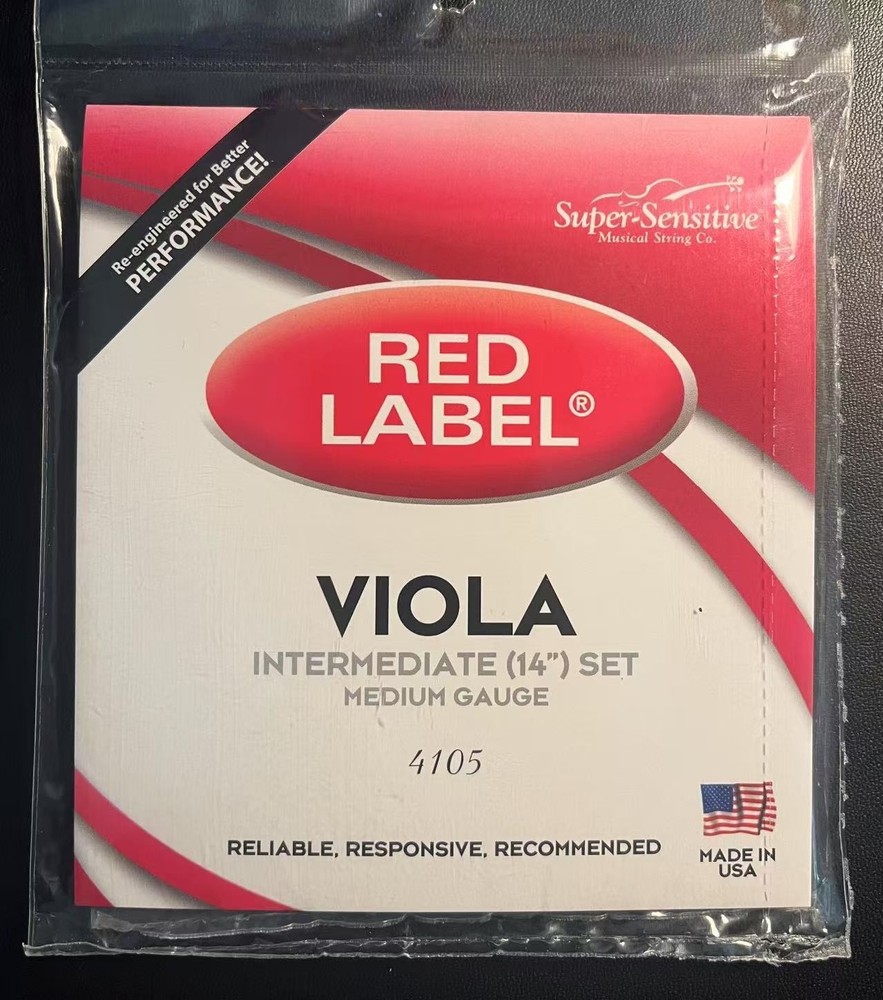 Re-engineered for Better
PERFORMANCE!
Super-Sensitive
Musical String Co.
RED
LABEL®
VIOLA
INTERMEDIATE (14") SET
MEDIUM GAUGE
4105
RELIABLE, RESPONSIVE, RECOMMENDED
MADE IN
USA